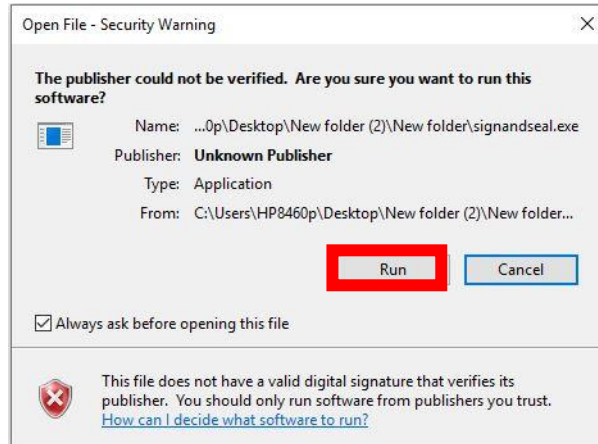 Open File - Security Warning
The publisher could not be verified. Are you sure you want to run this
software?
Name: ...0p\Desktop\New folder (2)\New folder\signandseal.exe
Publisher: Unknown Publisher
Type: Application
From: C:\Users\HP8460p\Desktop\New folder (2)\New folder...
Run Cancel
Always ask before opening this file
This file does not have a valid digital signature that verifies its
publisher. You should only run software from publishers you trust.
How can I decide what software to run?